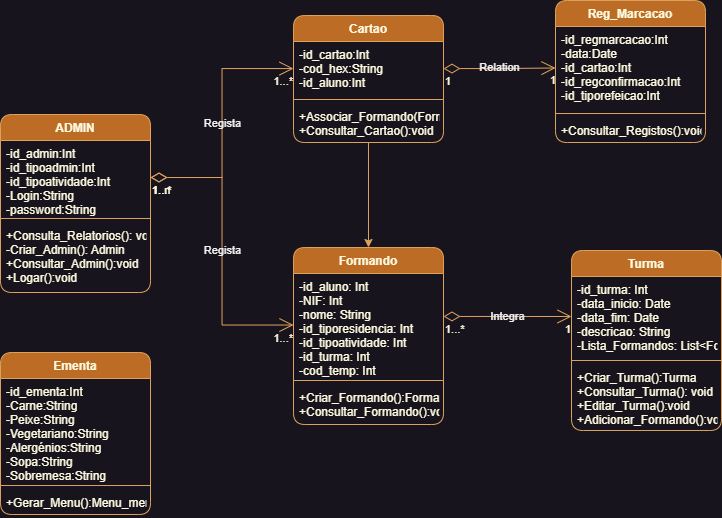 Cartao
-id_cartao:Int
-cod_hex:String
-id_aluno:Int
+Associar_Formando(For
+Consultar_Cartao():void
Reg_Marcacao
-id_regmarcacao:Int
-data:Date
-id_cartao:Int
-id_regconfirmacao:Int
-id_tiporefeicao:Int
+Consultar_Registos():voi
Relation
1
1
1...*
Regista
ADMIN
-id_admin:Int
-id_tipoadmin:Int
-id_tipoatividade:Int
-Login:String
-password:String
+Consulta_Relatorios(): vo
-Criar_Admin(): Admin
+Consultar_Admin():void
+Logar():void
Regista
1...*
Formando
-id_aluno: Int
-NIF: Int
-nome: String
-id_tiporesidencia: Int
-id_tipoatividade: Int
-id_turma: Int
-cod_temp: Int
+Criar_Formando():Forma
+Consultar_Formando():vo
Integra
1...*
1
Turma
-id_turma: Int
-data_inicio: Date
-data_fim: Date
-descricao: String
-Lista_Formandos: List<Fo
+Criar_Turma():Turma
+Consultar_Turma(): void
+Editar_Turma():void
+Adicionar_Formando():vo
Ementa
-id_ementa:Int
-Carne:String
-Peixe:String
-Vegetariano:String
-Alergénios:String
-Sopa:String
-Sobremesa:String
+Gerar_Menu():Menu_me